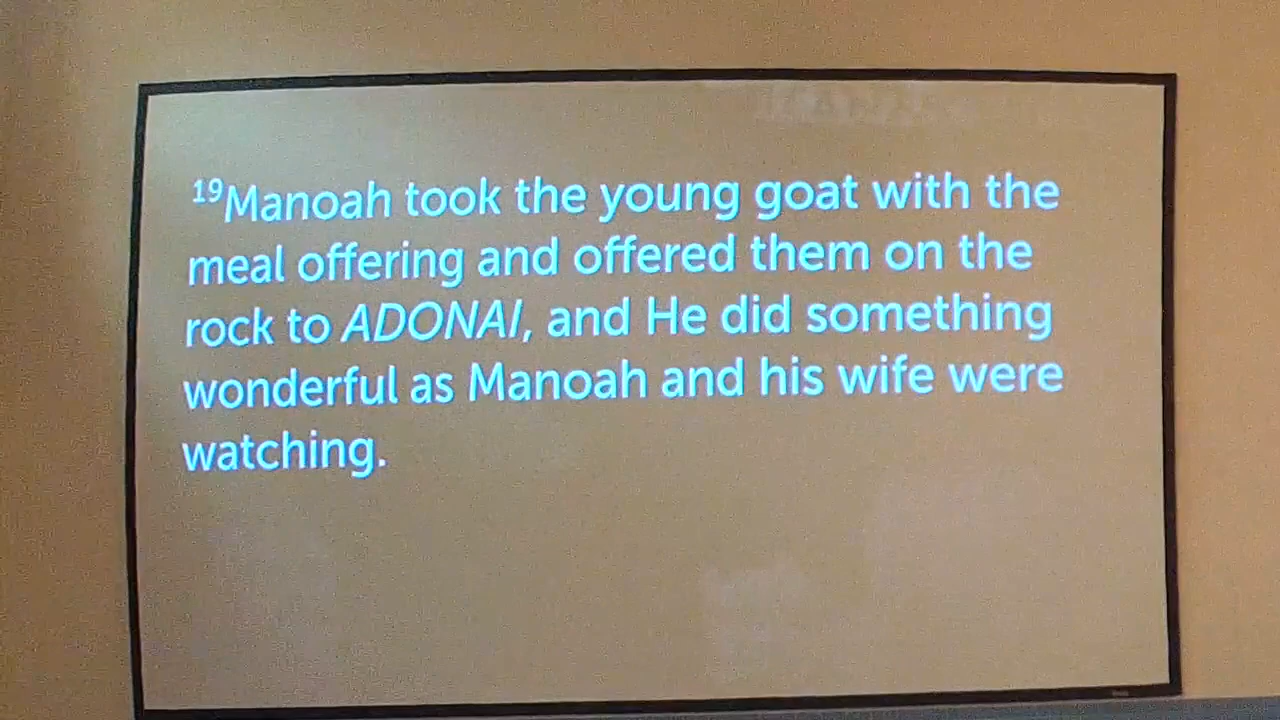 19Manoah took the young goat with the
meal offering and offered them on the
rock to ADONAI, and He did something
wonderful as Manoah and his wife were
watching.